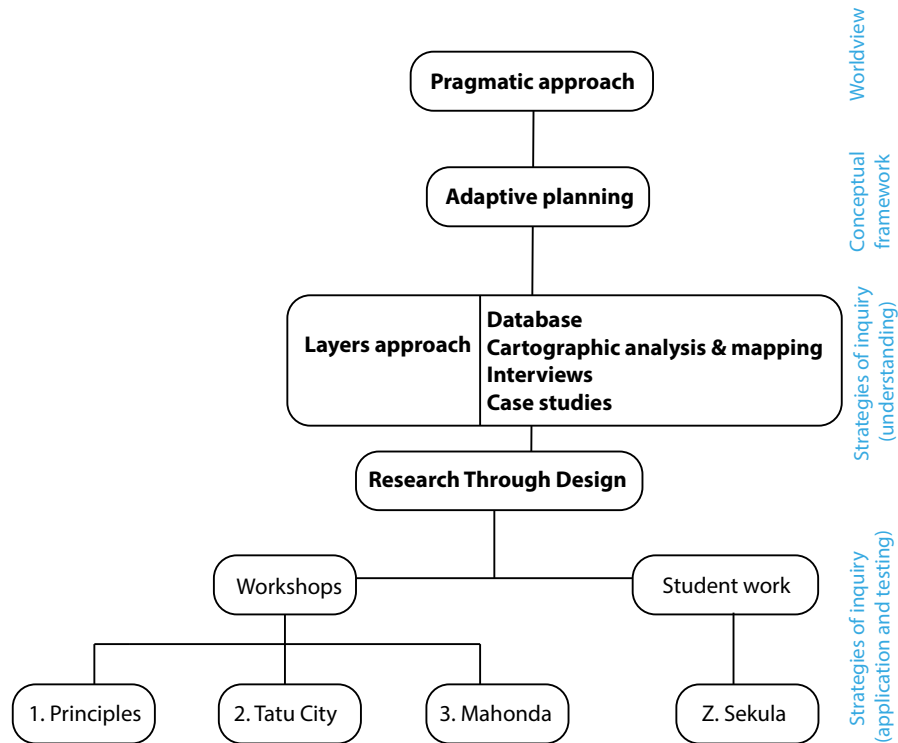 Worldview
Pragmatic approach
Conceptual
framework
Adaptive planning
Strategies of inquiry
(understanding)
Layers approach
Database
Cartographic analysis & mapping
Interviews
Case studies
Research Through Design
Strategies of inquiry
(application and testing)
Workshops
Student work
1. Principles
2. Tatu City
3. Mahonda
Z. Sekula